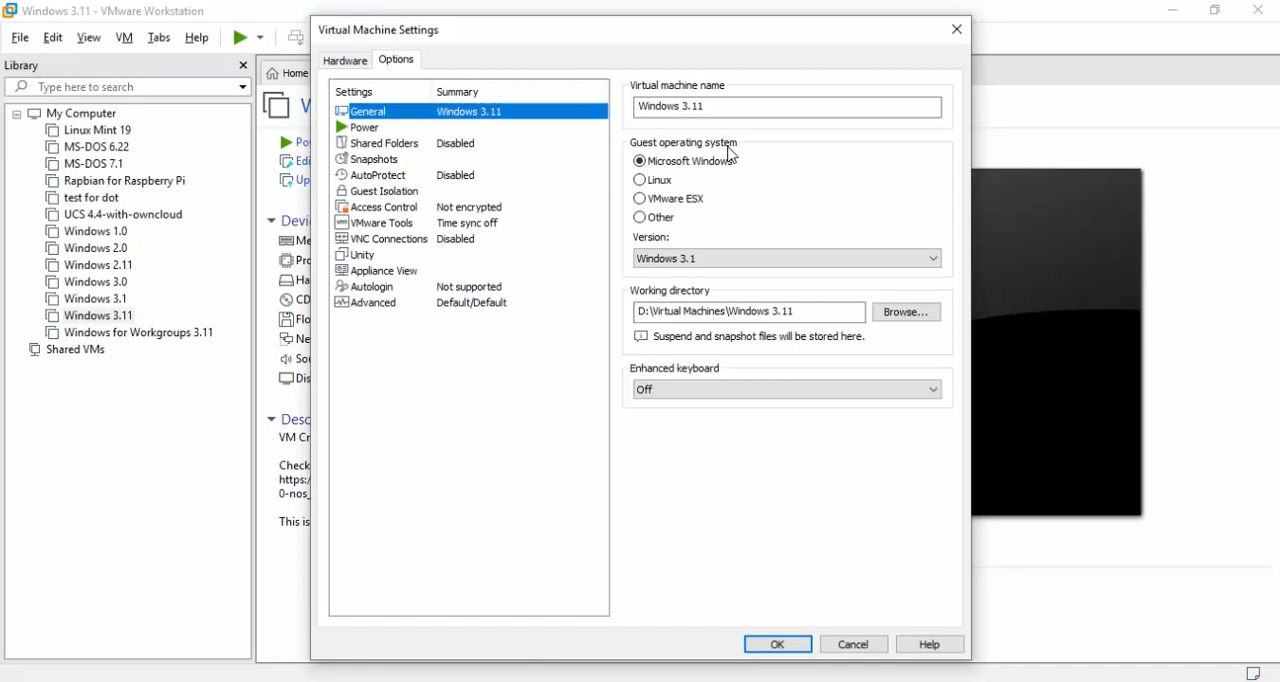 Windows 3.11 - VMware Workstation
File Edit View VM Tabs Help
Library
Type here to search
My Computer
Linux Mint 19
MS-DOS 6.22
MS-DOS 7.1
Rapbian for Raspberry Pi
test for dot
UCS 4.4-with-owncloud
Windows 1.0
Windows 2.0
Windows 2.11
Windows 3.0
Windows 3.1
Windows 3.11
Windows for Workgroups 3.11
Shared VMs
Home
VM Cr
Check
https:/
0-nos_
This is
Virtual Machine Settings
Hardware Options
Settings Summary
General Windows 3.11
Power
Shared Folders Disabled
Snapshots
AutoProtect Disabled
Guest Isolation
Access Control Not encrypted
VMware Tools Time sync off
VNC Connections Disabled
Unity
Appliance View
Autologin Not supported
Advanced Default/Default
Virtual machine name
Windows 3.11
Guest operating system
Microsoft Windows
Linux
VMware ESX
Other
Version:
Windows 3.1
Working directory
D:\Virtual Machines\Windows 3.11 Browse...
Suspend and snapshot files will be stored here.
Enhanced keyboard
Off
OK Cancel Help